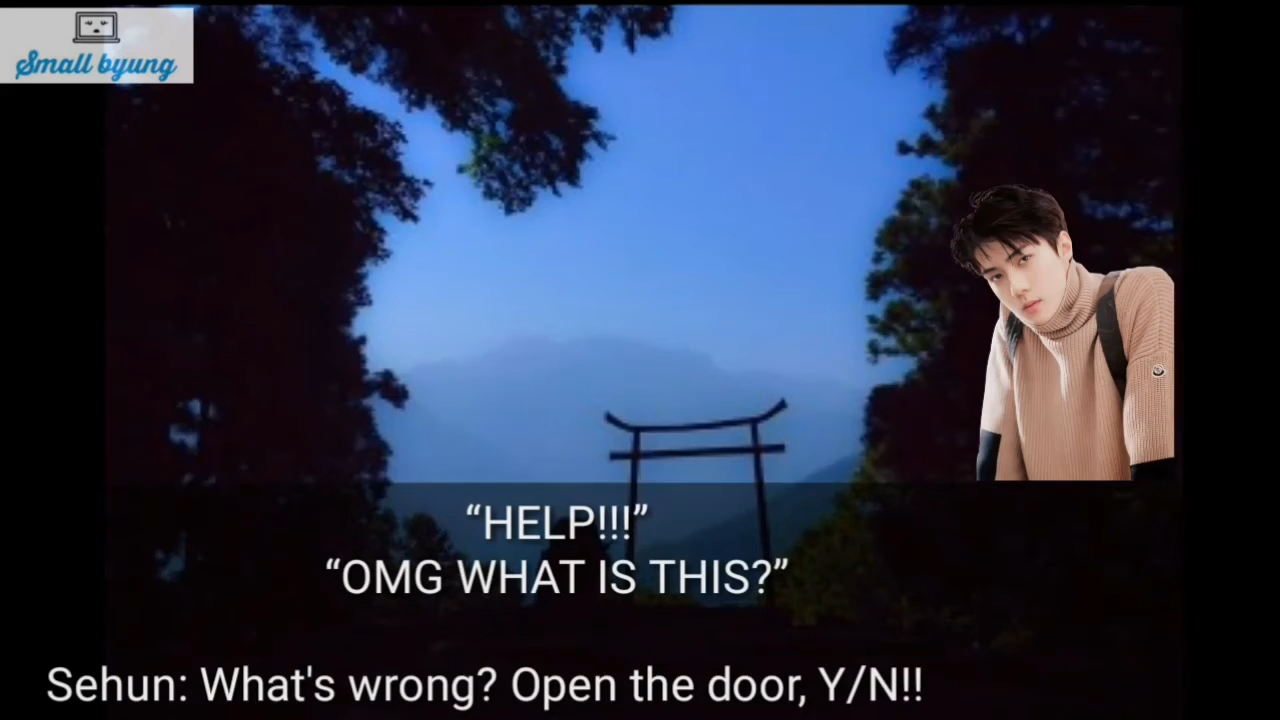 Small byung
“HELP!!!”
“OMG WHAT IS THIS?”
Sehun: What's wrong? Open the door, Y/N!!